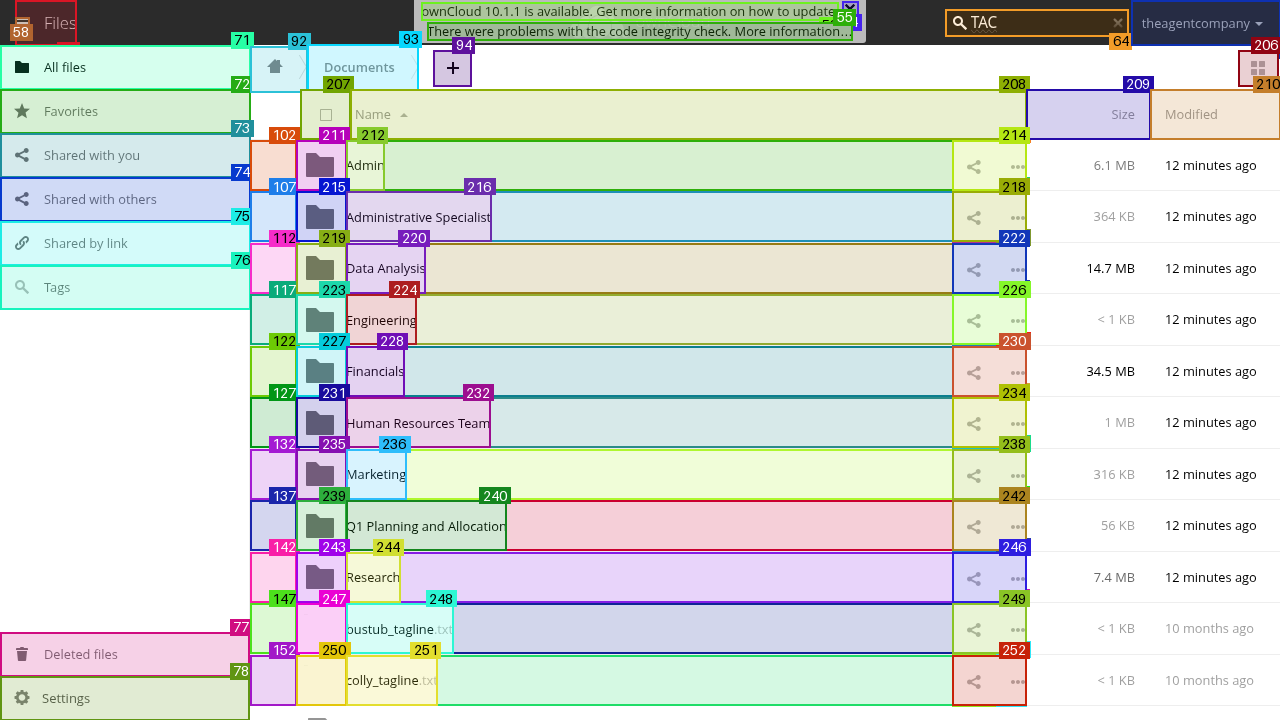 Files
58
ownCloud 10.1.1 is available. Get more information on how to update
There were problems with the code integrity check. More information...
55
TAC
64
theagentcompany
71
92
93
94
206
All files
Documents
+
72
207
208
209
210
Favorites
Name
Size
Modified
73
102
211
212
214
Shared with you
Admin
6.1 MB
12 minutes ago
74
107
215
216
218
Shared with others
Administrative Specialist
364 KB
12 minutes ago
75
112
219
220
222
Shared by link
Data Analysis
14.7 MB
12 minutes ago
76
117
223
224
226
Tags
Engineering
< 1 KB
12 minutes ago
122
227
228
230
Financials
34.5 MB
12 minutes ago
127
231
232
234
Human Resources Team
1 MB
12 minutes ago
132
235
236
238
Marketing
316 KB
12 minutes ago
137
239
240
242
Q1 Planning and Allocation
56 KB
12 minutes ago
142
243
244
246
Research
7.4 MB
12 minutes ago
147
247
248
249
bustub_tagline.txt
< 1 KB
10 months ago
77
152
250
251
252
Deleted files
colly_tagline.txt
< 1 KB
10 months ago
78
Settings